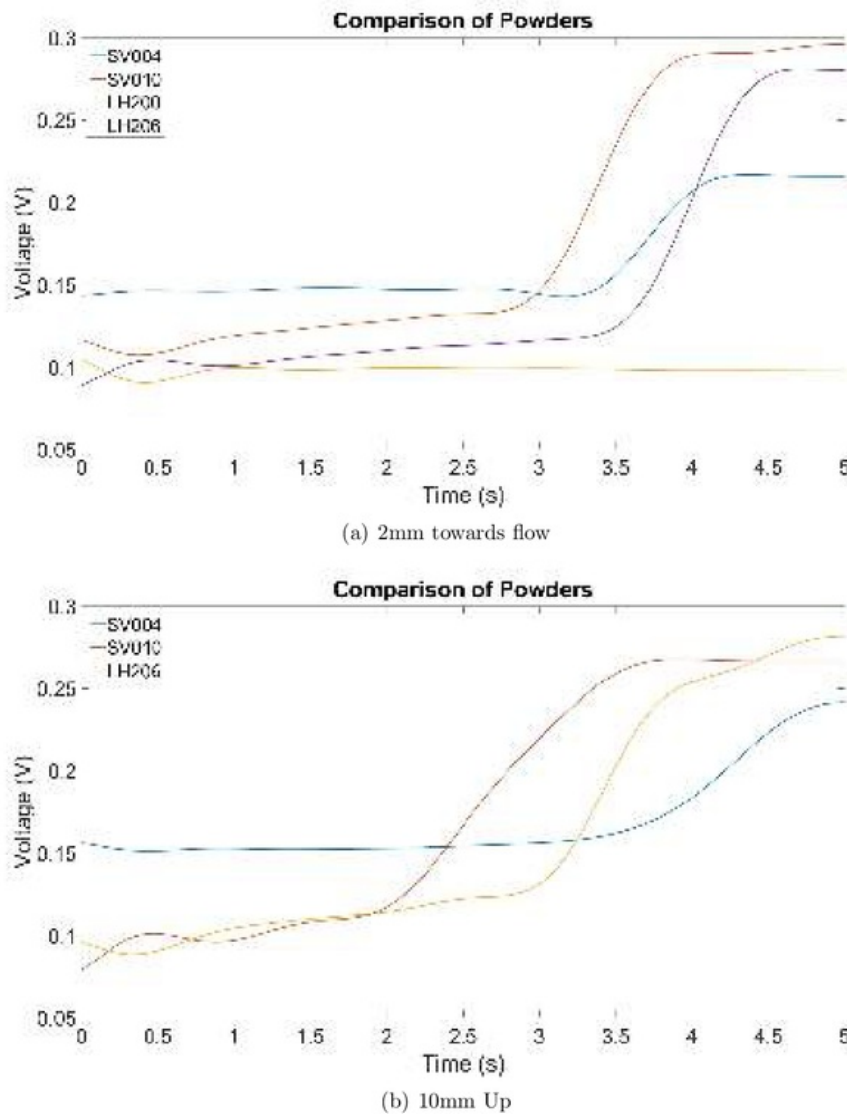 Comparison of Powders
0.3
SV004
SV010
LH200
LH206
0.25
0.2
Voltage (V)
0.15
0.1
0.05
0 0.5 1 1.5 2 2.5 3 3.5 4 4.5 5
Time (s)
(a) 2mm towards flow
Comparison of Powders
0.3
SV004
SV010
LH206
0.25
0.2
Voltage (V)
0.15
0.1
0.05
0 0.5 1 1.5 2 2.5 3 3.5 4 4.5 5
Time (s)
(b) 10mm Up